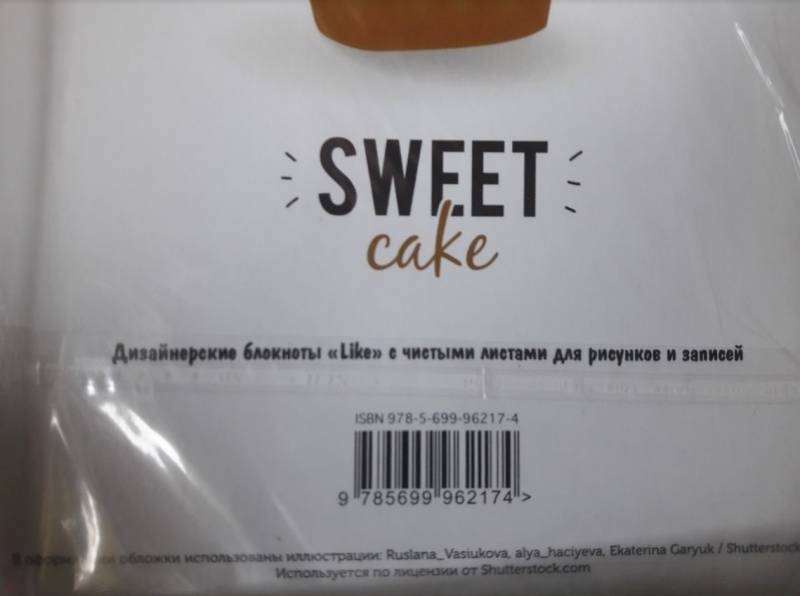 SWEET
cake
Дизайнерские блокноты «Like» с чистыми листами для рисунков и записей
ISBN 978-5-699-96217-4
9 785699 962174 >
В оформлении обложки использованы иллюстрации: Ruslana_Vasiukova, alya_haciyeva, Ekaterina Garyuk / Shutterstock
Используется по лицензии от Shutterstock.com